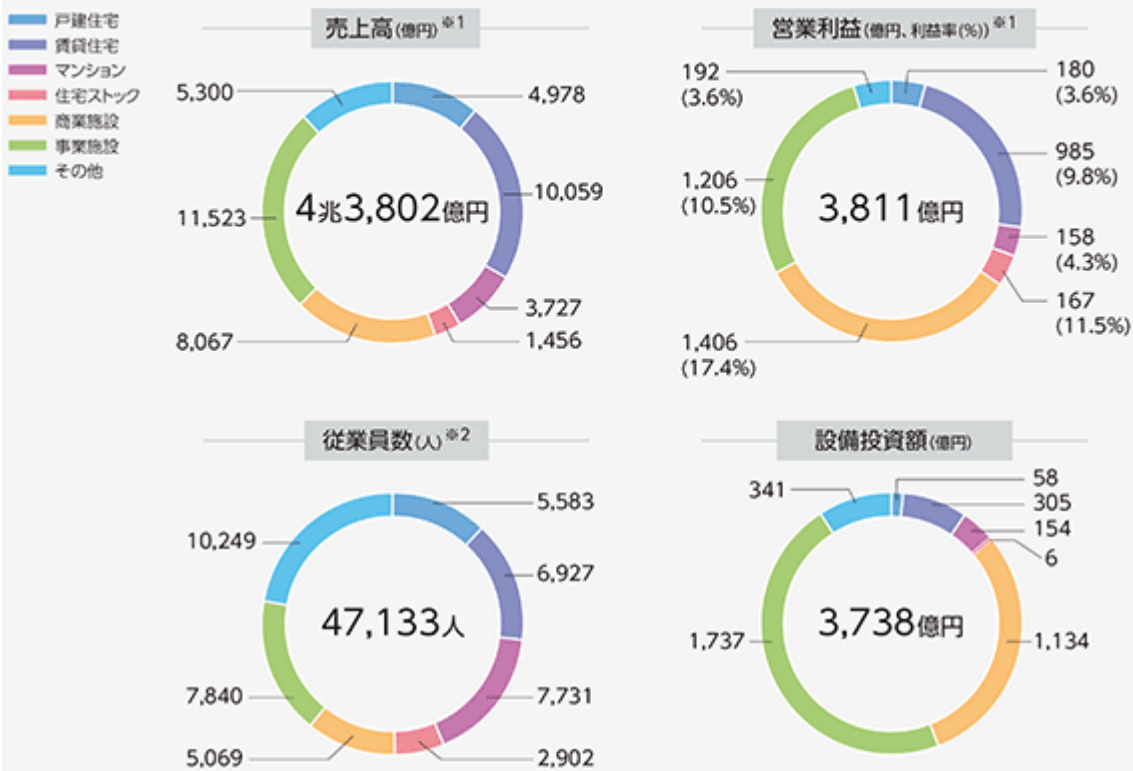 戸建住宅
賃貸住宅
マンション
住宅ストック
商業施設
事業施設
その他
売上高(億円)※1
5,300
4,978
10,059
11,523
4兆3,802億円
3,727
1,456
8,067
営業利益(億円、利益率(%))※1
192
(3.6%)
180
(3.6%)
985
(9.8%)
1,206
(10.5%)
3,811億円
158
(4.3%)
167
(11.5%)
1,406
(17.4%)
従業員数(人)※2
5,583
10,249
6,927
47,133人
7,840
7,731
5,069
2,902
設備投資額(億円)
341
58
305
154
6
1,737
3,738億円
1,134